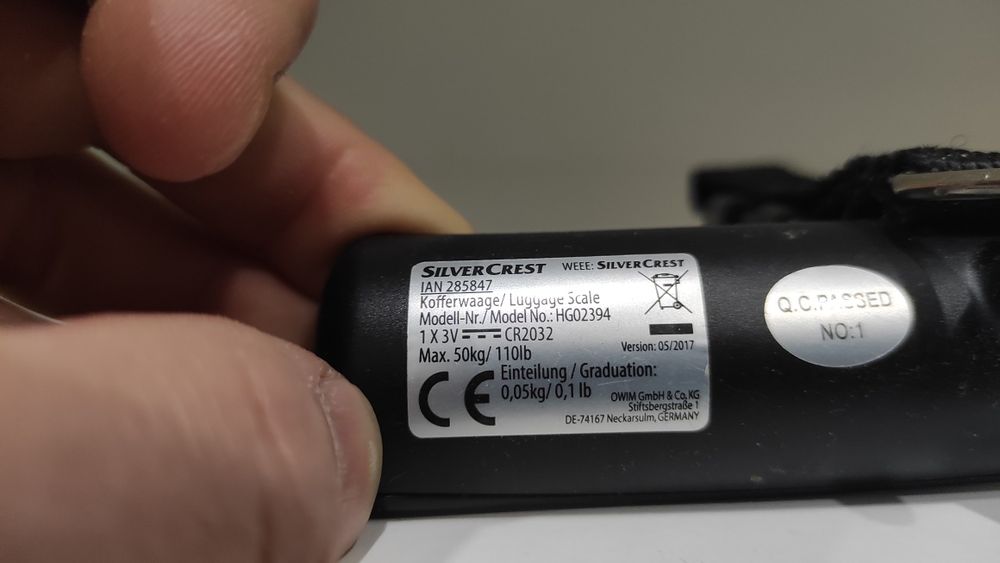 SILVERCREST WEEE: SILVERCREST
IAN 285847
Kofferwaage/ Luggage Scale
Modell-Nr./ Model No.: HG02394
1 X 3V CR2032
Version: 05/2017
Max. 50kg/ 110lb
CE
Einteilung / Graduation:
0,05kg/ 0,1 lb
OWIM GmbH & Co. KG
Stiftsbergstraße 1
DE-74167 Neckarsulm, GERMANY
Q.C.PASSED
NO:1